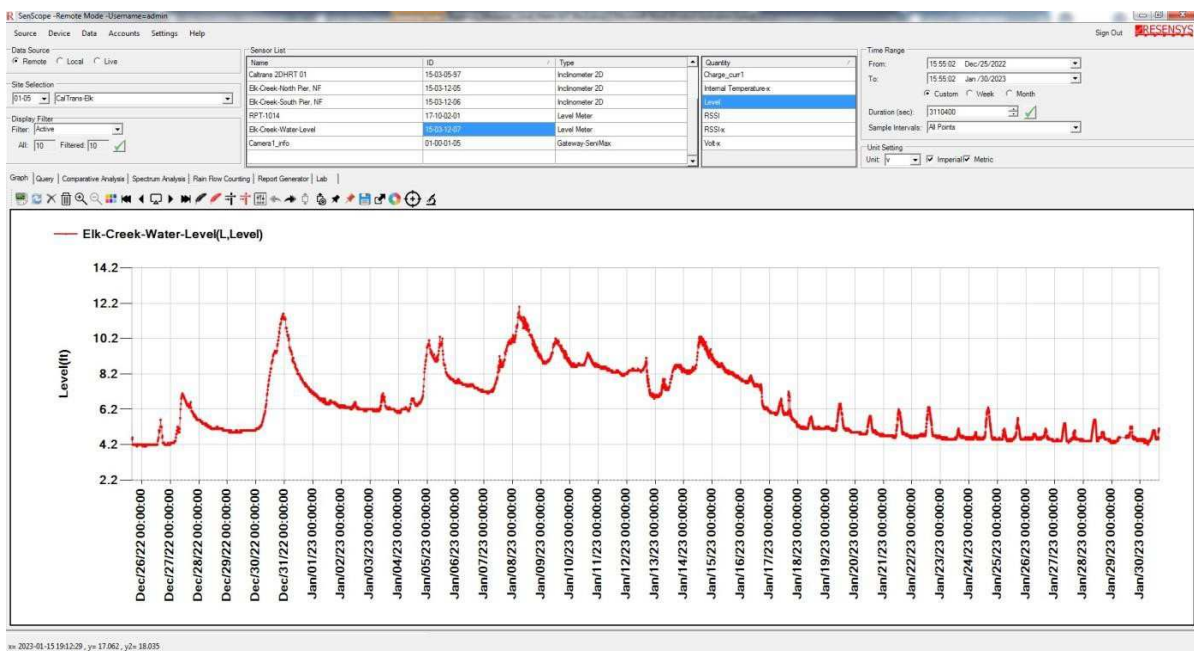 R SenScope -Remote Mode -Username=admin
Source Device Data Accounts Settings Help
Sign Out RESENSYS
Data Source
Remote Local Live
Site Selection
01-05 CalTrans-Elk
Display Filter
Filter: Active
All: 10 Filtered: 10
Sensor List
Name ID Type
Caltrans 2DHRT 01 15-03-05-97 Inclinometer 2D
Elk-Creek-North Pier, NF 15-03-12-05 Inclinometer 2D
Elk-Creek-South Pier, NF 15-03-12-06 Inclinometer 2D
RPT-1014 17-10-02-01 Level Meter
Elk-Creek-Water-Level 15-03-12-07 Level Meter
Camera1_info 01-00-01-05 Gateway-SeniMax
Quantity
Charge_curr1
Internal Temperature-x
Level
RSSI
RSSI-x
Volt-x
Time Range
From: 15:55:02 Dec/25/2022
To: 15:55:02 Jan /30/2023
Custom Week Month
Duration (sec): 3110400
Sample Intervals: All Points
Unit Setting
Unit: v Imperial Metric
Graph Query Comparative Analysis Spectrum Analysis Rain Flow Counting Report Generator Lab
Elk-Creek-Water-Level(L,Level)
Level(ft)
14.2
12.2
10.2
8.2
6.2
4.2
2.2
Dec/26/22 00:00:00
Dec/27/22 00:00:00
Dec/28/22 00:00:00
Dec/29/22 00:00:00
Dec/30/22 00:00:00
Dec/31/22 00:00:00
Jan/01/23 00:00:00
Jan/02/23 00:00:00
Jan/03/23 00:00:00
Jan/04/23 00:00:00
Jan/05/23 00:00:00
Jan/06/23 00:00:00
Jan/07/23 00:00:00
Jan/08/23 00:00:00
Jan/09/23 00:00:00
Jan/10/23 00:00:00
Jan/11/23 00:00:00
Jan/12/23 00:00:00
Jan/13/23 00:00:00
Jan/14/23 00:00:00
Jan/15/23 00:00:00
Jan/16/23 00:00:00
Jan/17/23 00:00:00
Jan/18/23 00:00:00
Jan/19/23 00:00:00
Jan/20/23 00:00:00
Jan/21/23 00:00:00
Jan/22/23 00:00:00
Jan/23/23 00:00:00
Jan/24/23 00:00:00
Jan/25/23 00:00:00
Jan/26/23 00:00:00
Jan/27/23 00:00:00
Jan/28/23 00:00:00
Jan/29/23 00:00:00
Jan/30/23 00:00:00
x= 2023-01-15 19:12:29 , y= 17.062 , y2= 18.035